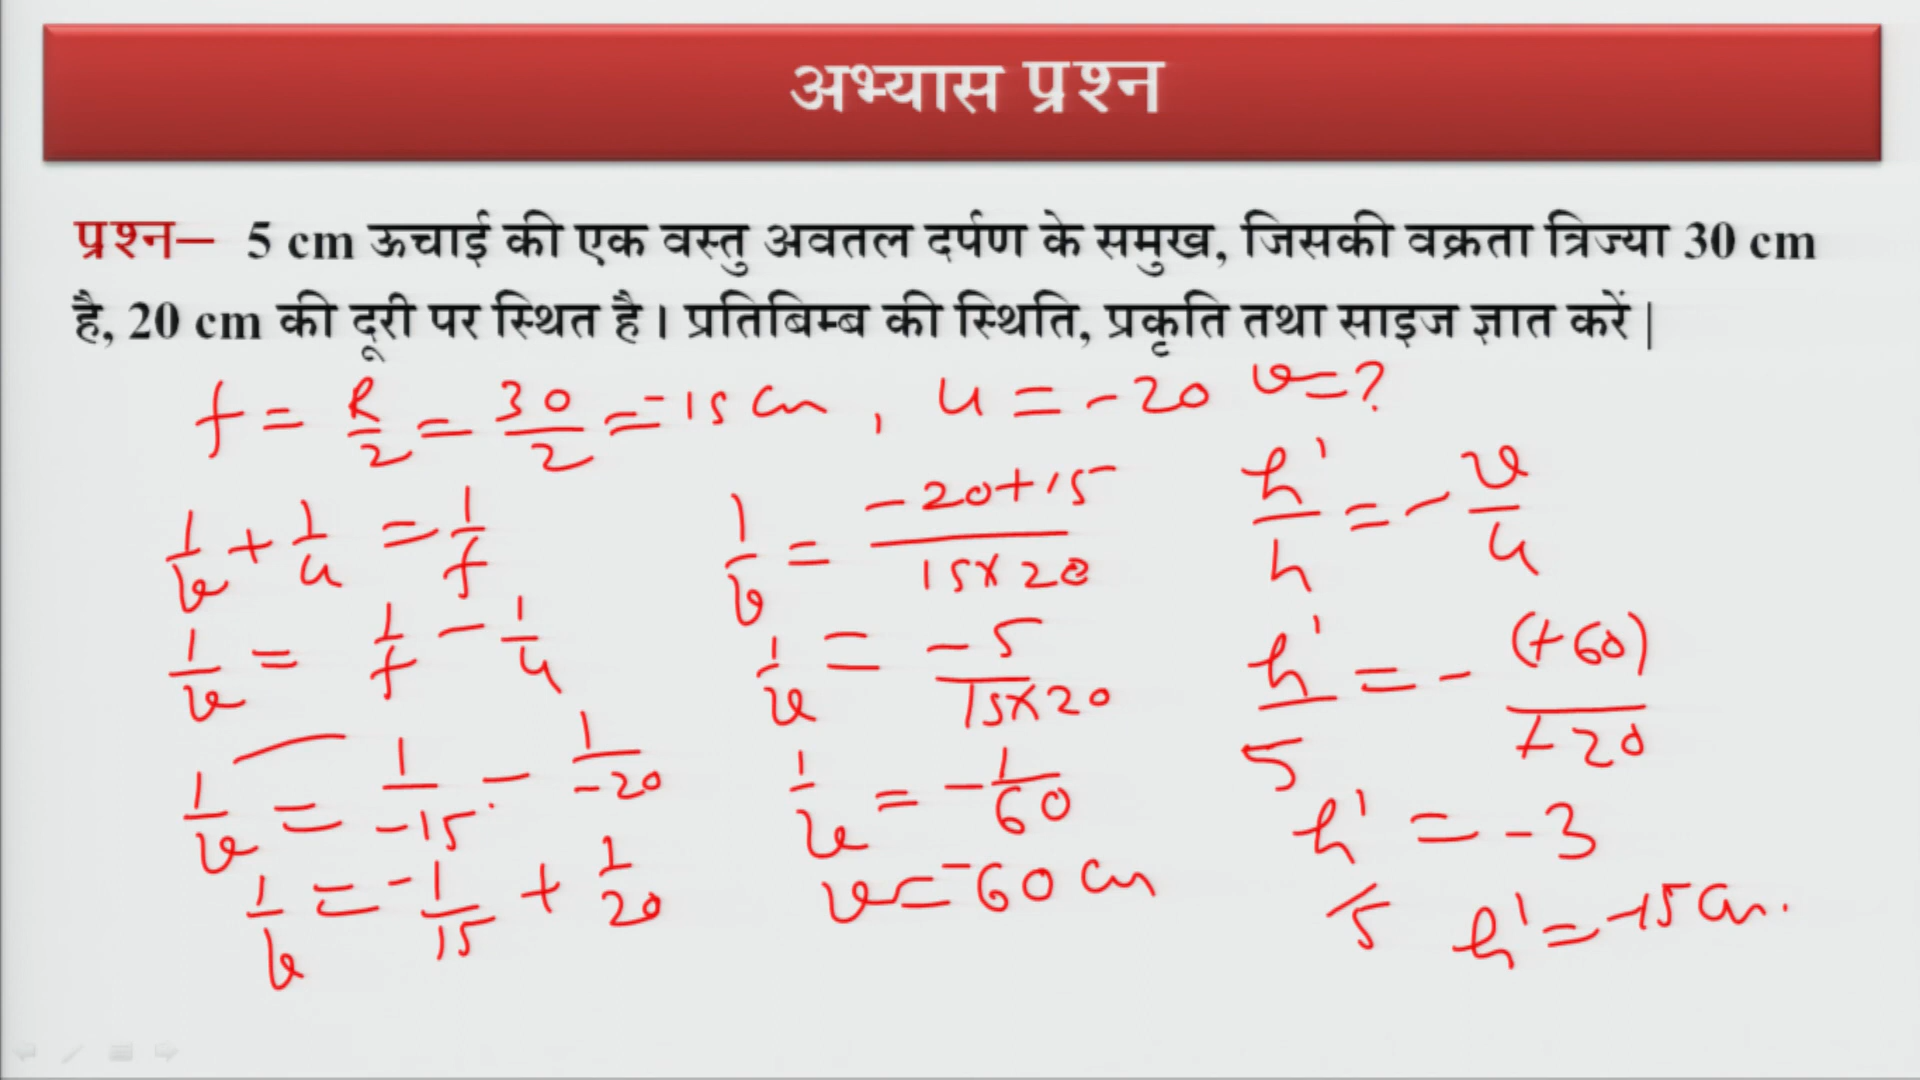 अभ्यास प्रश्न
प्रश्न– 5 cm ऊचाई की एक वस्तु अवतल दर्पण के समुख, जिसकी वक्रता त्रिज्या 30 cm
है, 20 cm की दूरी पर स्थित है। प्रतिबिम्ब की स्थिति, प्रकृति तथा साइज ज्ञात करें |
f = R/2 = 30/2 = -15 cm , u = -20 v = ?
1/v + 1/u = 1/f
1/v = 1/f - 1/u
1/v = 1/-15 - 1/-20
1/v = -1/15 + 1/20
1/v = -20+15/15×20
1/v = -5/15×20
1/v = -1/60
v = -60 cm
h'/h = -v/u
h'/5 = - (+60)/+20
h'/5 = -3
h' = -15 cm.